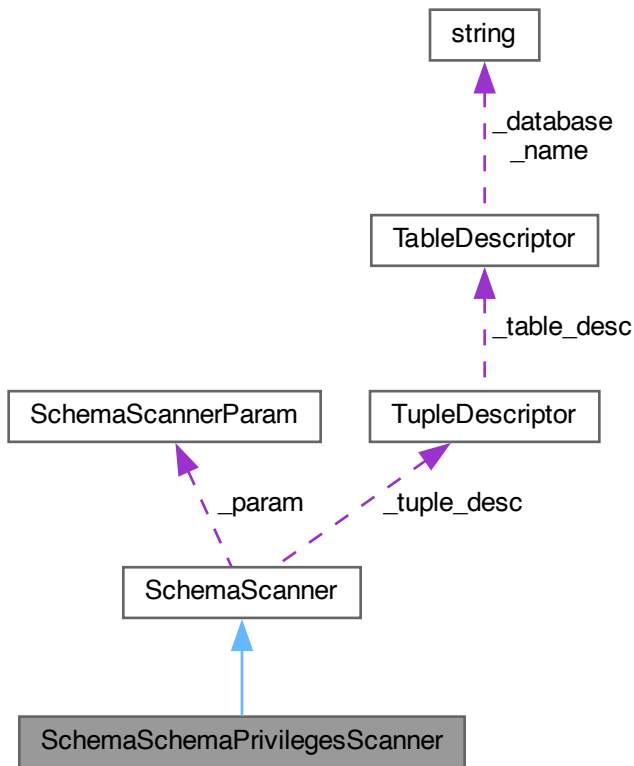 string
_database
_name
TableDescriptor
_table_desc
SchemaScannerParam
TupleDescriptor
_param
_tuple_desc
SchemaScanner
SchemaSchemaPrivilegesScanner